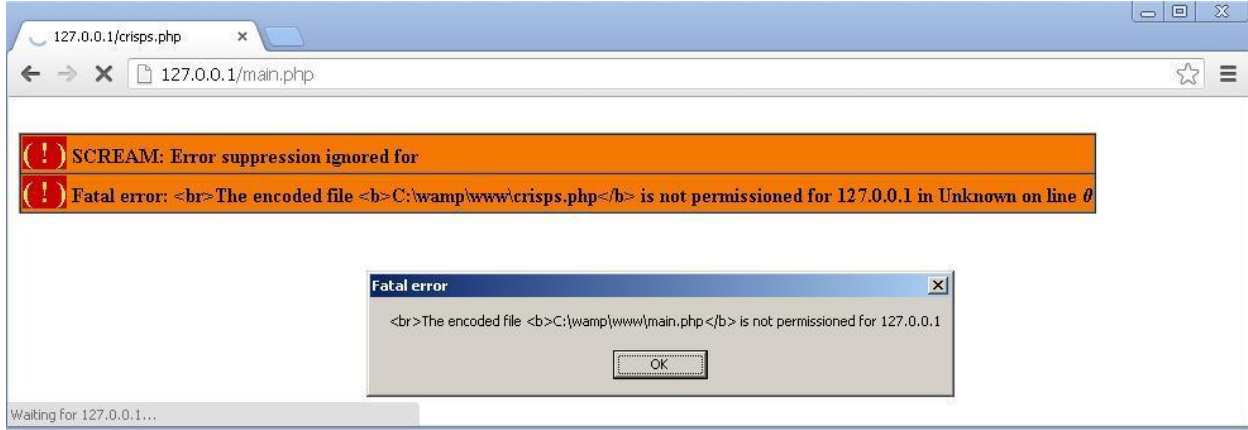 127.0.0.1/crisps.php
127.0.0.1/main.php
( ! ) SCREAM: Error suppression ignored for
( ! ) Fatal error: <br>The encoded file <b>C:\wamp\www\crisps.php</b> is not permissioned for 127.0.0.1 in Unknown on line 0
Fatal error
<br>The encoded file <b>C:\wamp\www\main.php</b> is not permissioned for 127.0.0.1
OK
Waiting for 127.0.0.1...